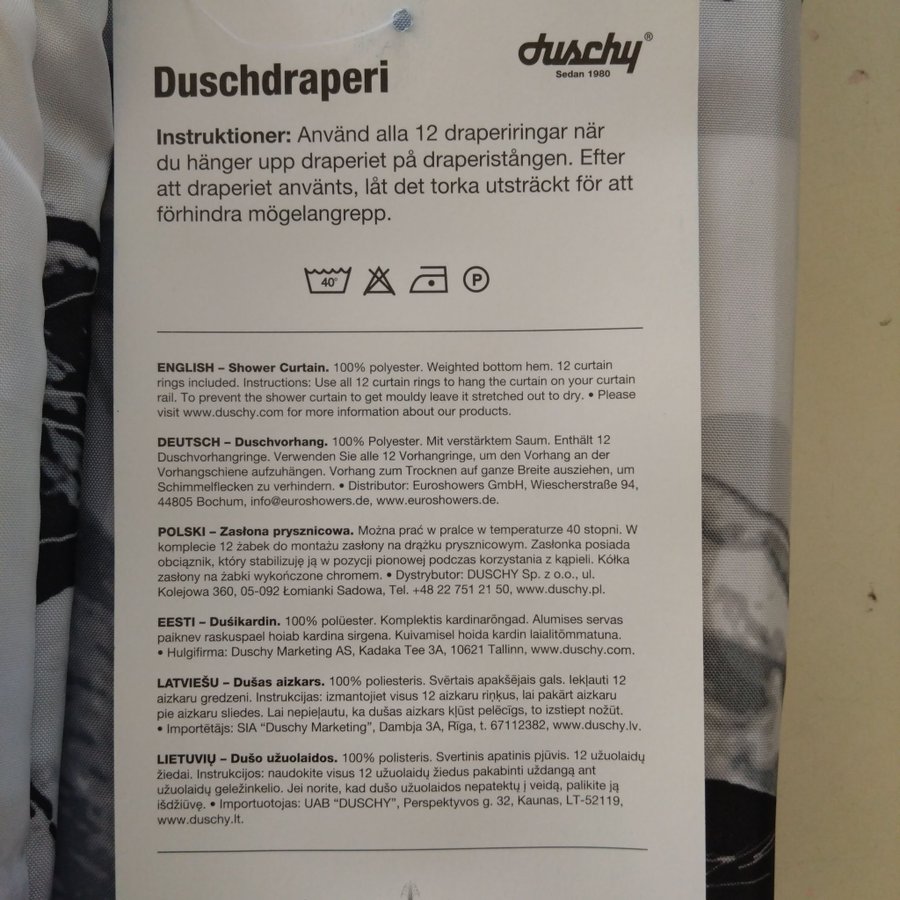 duschy®
Sedan 1980
Duschdraperi
Instruktioner: Använd alla 12 draperiringar när
du hänger upp draperiet på draperistången. Efter
att draperiet använts, låt det torka utsträckt för att
förhindra mögelangrepp.
40° P
ENGLISH – Shower Curtain. 100% polyester. Weighted bottom hem. 12 curtain
rings included. Instructions: Use all 12 curtain rings to hang the curtain on your curtain
rail. To prevent the shower curtain to get mouldy leave it stretched out to dry. • Please
visit www.duschy.com for more information about our products.
DEUTSCH – Duschvorhang. 100% Polyester. Mit verstärktem Saum. Enthält 12
Duschvorhangringe. Verwenden Sie alle 12 Vorhangringe, um den Vorhang an der
Vorhangschiene aufzuhängen. Vorhang zum Trocknen auf ganze Breite ausziehen, um
Schimmelflecken zu verhindern. • Distributor: Euroshowers GmbH, Wiescherstraße 94,
44805 Bochum, info@euroshowers.de, www.euroshowers.de.
POLSKI – Zasłona prysznicowa. Można prać w pralce w temperaturze 40 stopni. W
komplecie 12 żabek do montażu zasłony na drążku prysznicowym. Zasłonka posiada
obciąznik, który stabilizuję ją w pozycji pionowej podczas korzystania z kąpieli. Kółka
zasłony na żabki wykończone chromem. • Dystrybutor: DUSCHY Sp. z o.o., ul.
Kolejowa 360, 05-092 Łomianki Sadowa, Tel. +48 22 751 21 50, www.duschy.pl.
EESTI – Duśikardin. 100% polüester. Komplektis kardinarõngad. Alumises servas
paiknev raskuspael hoiab kardina sirgena. Kuivamisel hoida kardin laialitõmmatuna.
• Hulgifirma: Duschy Marketing AS, Kadaka Tee 3A, 10621 Tallinn, www.duschy.com.
LATVIEŠU – Dušas aizkars. 100% poliesteris. Svērtais apakšējais gals. Iekļauti 12
aizkaru gredzeni. Instrukcijas: izmantojiet visus 12 aizkaru riņķus, lai pakārt aizkaru
pie aizkaru sliedes. Lai nepieļautu, ka dušas aizkars kļūst pelēcīgs, to izstiept nožūt.
• Importētājs: SIA “Duschy Marketing”, Dambja 3A, Rīga, t. 67112382, www.duschy.lv.
LIETUVIŲ – Dušo užuolaidos. 100% polisteris. Svertinis apatinis pjūvis. 12 užuolaidų
žiedai. Instrukcijos: naudokite visus 12 užuolaidų žiedus pakabinti uždangą ant
užuolaidų geležinkelio. Jei norite, kad dušo užuolaidos nepatektų į veidą, palikite ją
išdžiūvę. • Importuotojas: UAB “DUSCHY”, Perspektyvos g. 32, Kaunas, LT-52119,
www.duschy.lt.